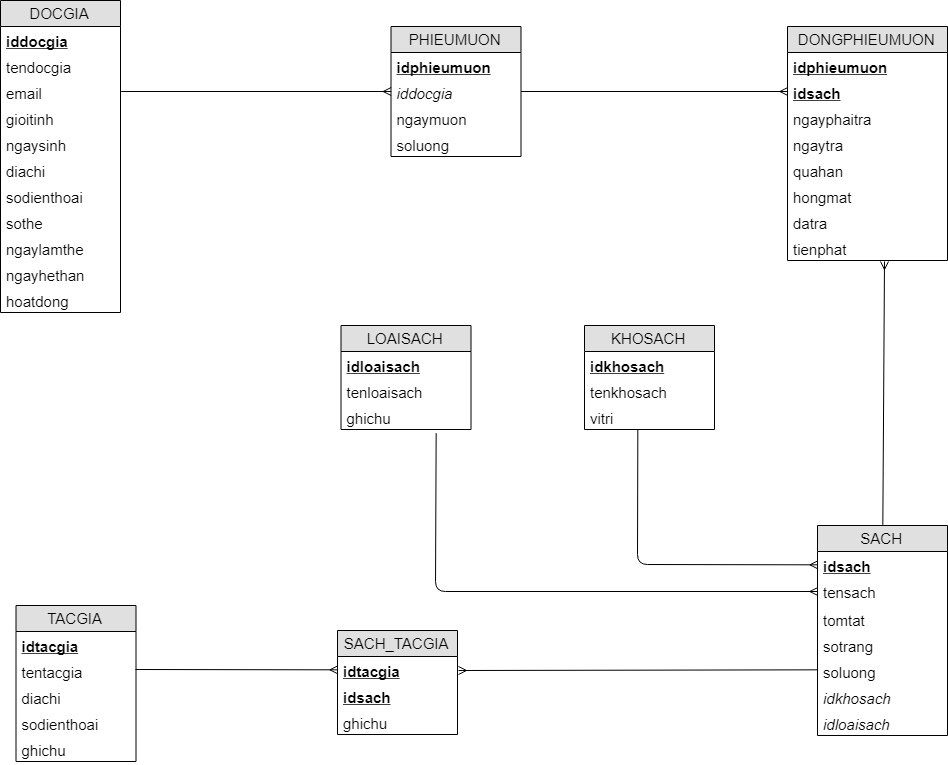 DOCGIA
iddocgia
tendocgia
email
gioitinh
ngaysinh
diachi
sodienthoai
sothe
ngaylamthe
ngayhethan
hoatdong
PHIEUMUON
idphieumuon
iddocgia
ngaymuon
soluong
DONGPHIEUMUON
idphieumuon
idsach
ngayphaitra
ngaytra
quahan
hongmat
datra
tienphat
LOAISACH
idloaisach
tenloaisach
ghichu
KHOSACH
idkhosach
tenkhosach
vitri
SACH
idsach
tensach
tomtat
sotrang
soluong
idkhosach
idloaisach
TACGIA
idtacgia
tentacgia
diachi
sodienthoai
ghichu
SACH_TACGIA
idtacgia
idsach
ghichu